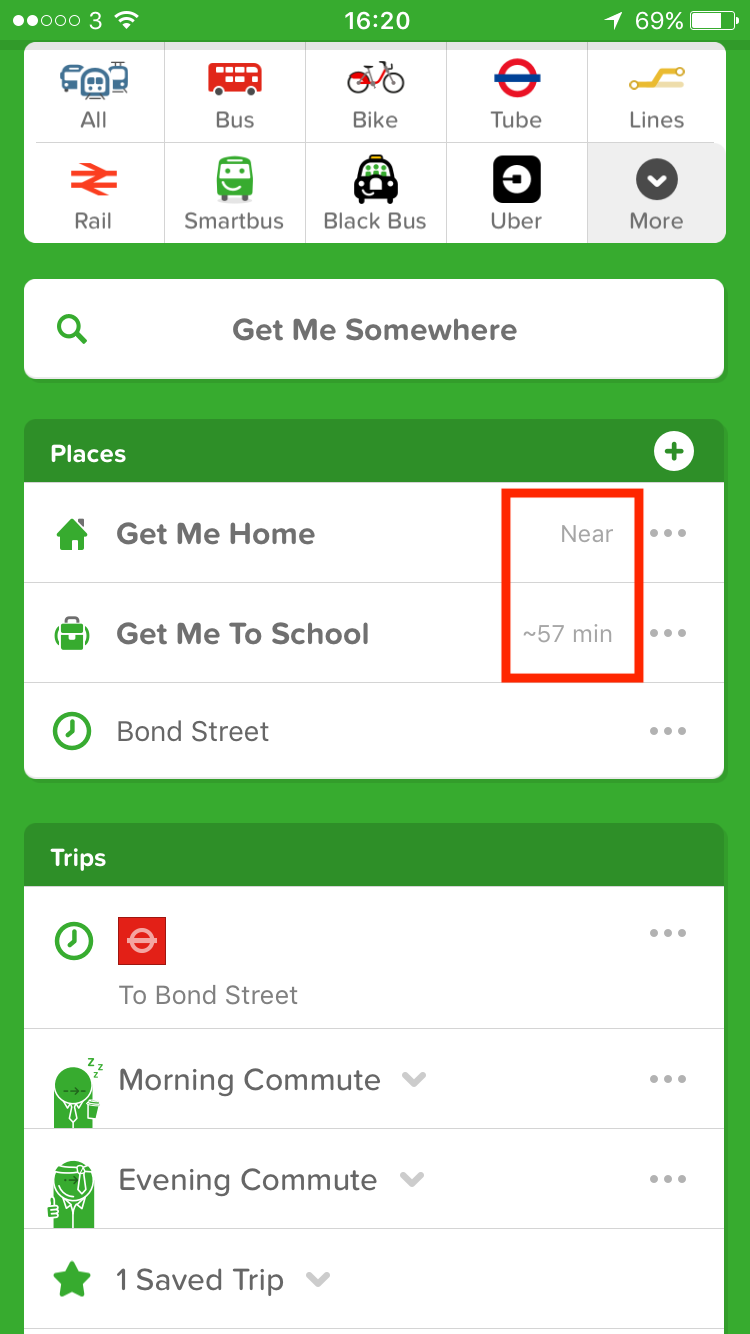 3 16:20 69%
All Bus Bike Tube Lines
Rail Smartbus Black Bus Uber More
Get Me Somewhere
Places
Get Me Home Near
Get Me To School ~57 min
Bond Street
Trips
To Bond Street
z z z
Morning Commute
Evening Commute
1 Saved Trip